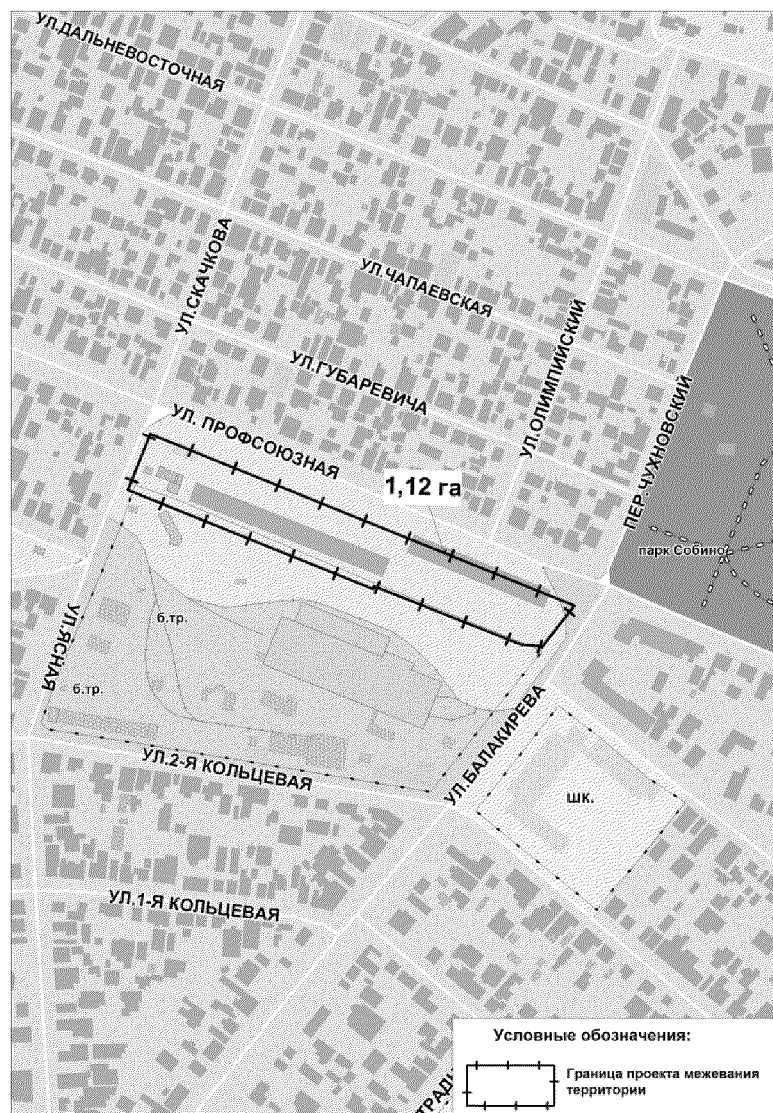 УЛ.ДАЛЬНЕВОСТОЧНАЯ
УЛ.СКАЧКОВА
УЛ.ЧАПАЕВСКАЯ
УЛ.ОЛИМПИЙСКИЙ
УЛ.ГУБАРЕВИЧА
ПЕР.ЧУХНОВСКИЙ
УЛ. ПРОФСОЮЗНАЯ
1,12 га
парк Собино
УЛ.ЯСНАЯ
б.тр.
б.тр.
УЛ.БАЛАКИРЕВА
УЛ.2-Я КОЛЬЦЕВАЯ
шк.
УЛ.1-Я КОЛЬЦЕВАЯ
Условные обозначения:
Граница проекта межевания
территории